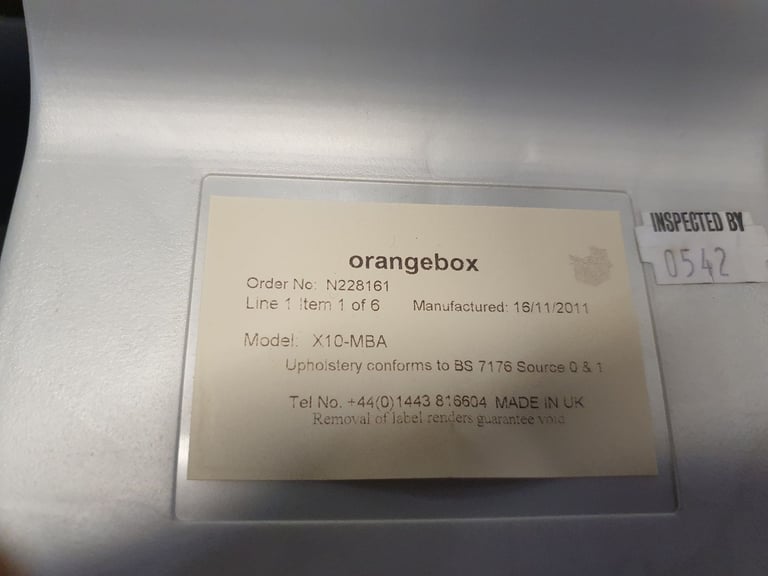 orangebox
Order No: N228161
Line 1 Item 1 of 6 Manufactured: 16/11/2011
Model: X10-MBA
Upholstery conforms to BS 7176 Source 0 & 1
Tel No. +44(0)1443 816604 MADE IN UK
Removal of label renders guarantee void
INSPECTED BY
0542